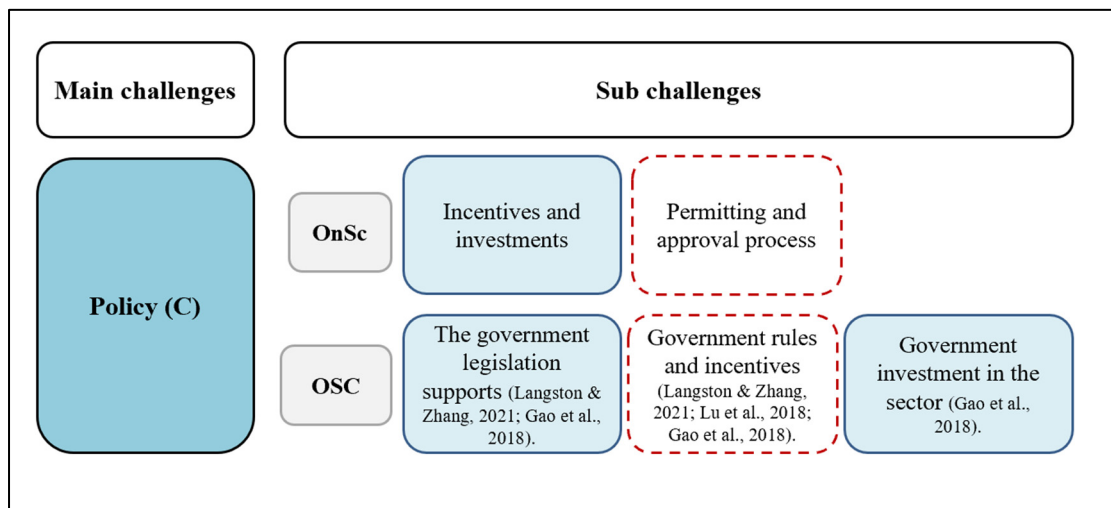 Main challenges
Sub challenges
Policy (C)
OnSc
Incentives and
investments
Permitting and
approval process
OSC
The government
legislation
supports (Langston &
Zhang, 2021; Gao et al.,
2018).
Government rules
and incentives
(Langston & Zhang,
2021; Lu et al., 2018;
Gao et al., 2018).
Government
investment in the
sector (Gao et al.,
2018).